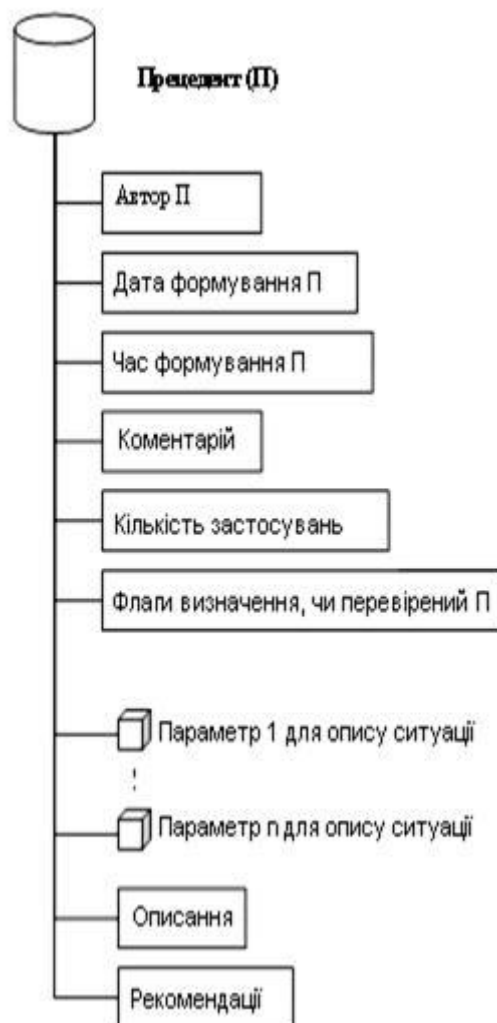 Прецедент (П)
Автор П
Дата формування П
Час формування П
Коментарій
Кількість застосувань
Флаги визначення, чи перевірений П
Параметр 1 для опису ситуації
Параметр n для опису ситуації
Описання
Рекомендації